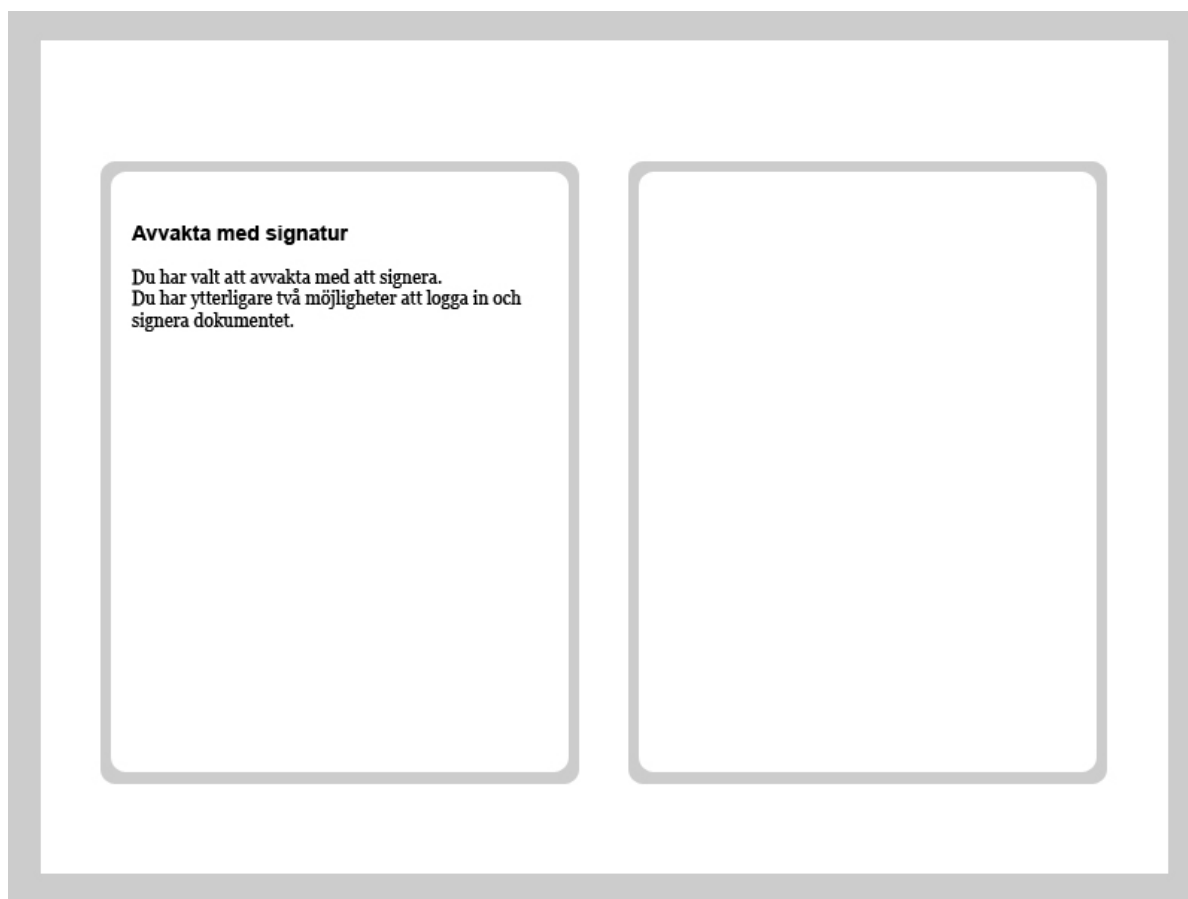 Avvakta med signatur
Du har valt att avvakta med att signera.
Du har ytterligare två möjligheter att logga in och
signera dokumentet.